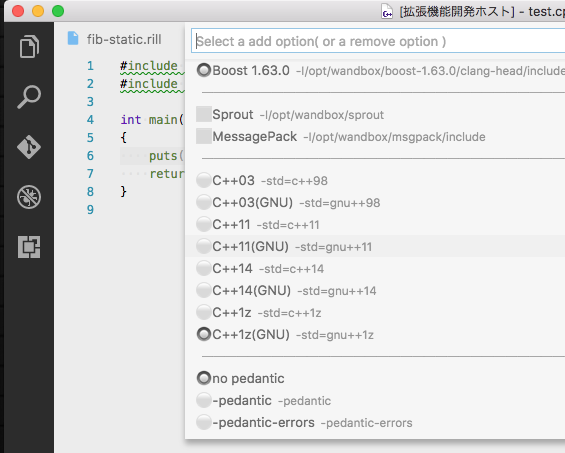 [拡張機能開発ホスト] - test.cp
fib-static.rill
Select a add option( or a remove option )
Boost 1.63.0 -I/opt/wandbox/boost-1.63.0/clang-head/include
Sprout -I/opt/wandbox/sprout
MessagePack -I/opt/wandbox/msgpack/include
C++03 -std=c++98
C++03(GNU) -std=gnu++98
C++11 -std=c++11
C++11(GNU) -std=gnu++11
C++14 -std=c++14
C++14(GNU) -std=gnu++14
C++1z -std=c++1z
C++1z(GNU) -std=gnu++1z
no pedantic
-pedantic -pedantic
-pedantic-errors -pedantic-errors
1 #include
2 #include
3
4 int main(
5 {
6 puts(
7 return
8 }
9